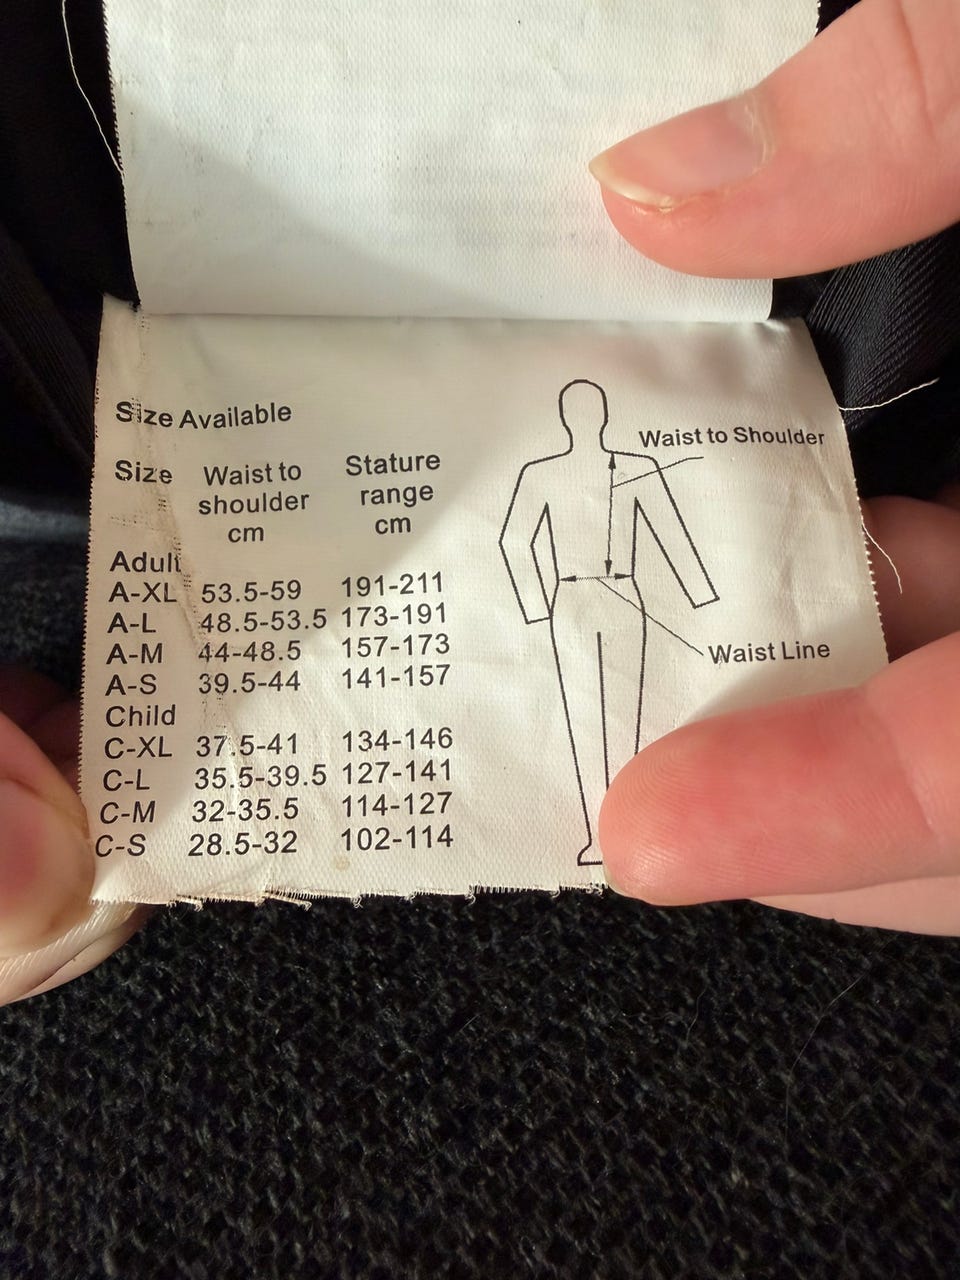 Size Available
Size Waist to shoulder cm Stature range cm
Adult
A-XL 53.5-59 191-211
A-L 48.5-53.5 173-191
A-M 44-48.5 157-173
A-S 39.5-44 141-157
Child
C-XL 37.5-41 134-146
C-L 35.5-39.5 127-141
C-M 32-35.5 114-127
C-S 28.5-32 102-114
Waist to Shoulder
Waist Line